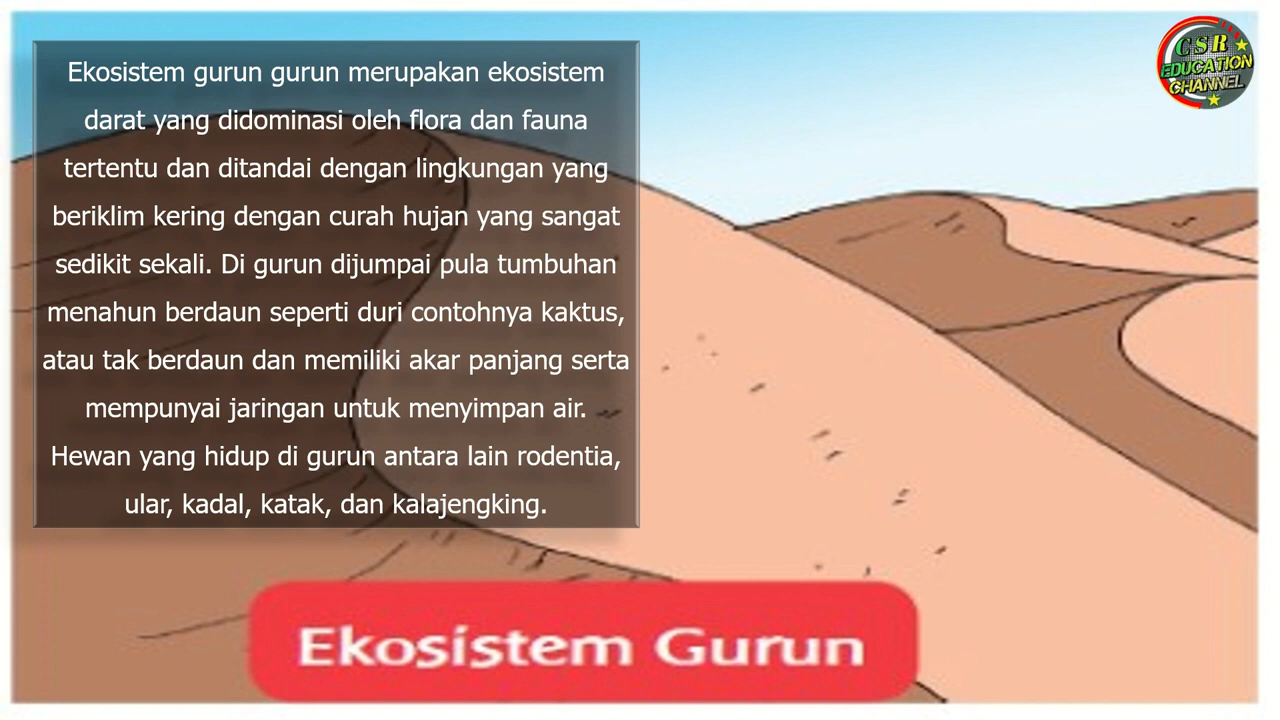 CSR
EDUCATION
CHANNEL
Ekosistem gurun gurun merupakan ekosistem
darat yang didominasi oleh flora dan fauna
tertentu dan ditandai dengan lingkungan yang
beriklim kering dengan curah hujan yang sangat
sedikit sekali. Di gurun dijumpai pula tumbuhan
menahun berdaun seperti duri contohnya kaktus,
atau tak berdaun dan memiliki akar panjang serta
mempunyai jaringan untuk menyimpan air.
Hewan yang hidup di gurun antara lain rodentia,
ular, kadal, katak, dan kalajengking.
Ekosistem Gurun